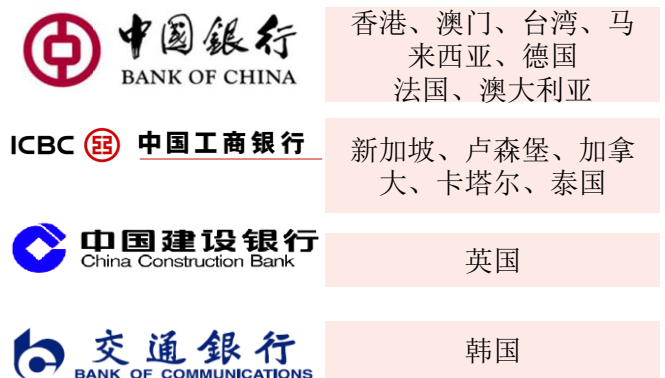 中國銀行
BANK OF CHINA
香港、澳门、台湾、马
来西亚、德国
法国、澳大利亚
ICBC 中国工商银行
新加坡、卢森堡、加拿
大、卡塔尔、泰国
中国建设银行
China Construction Bank
英国
交通銀行
BANK OF COMMUNICATIONS
韩国